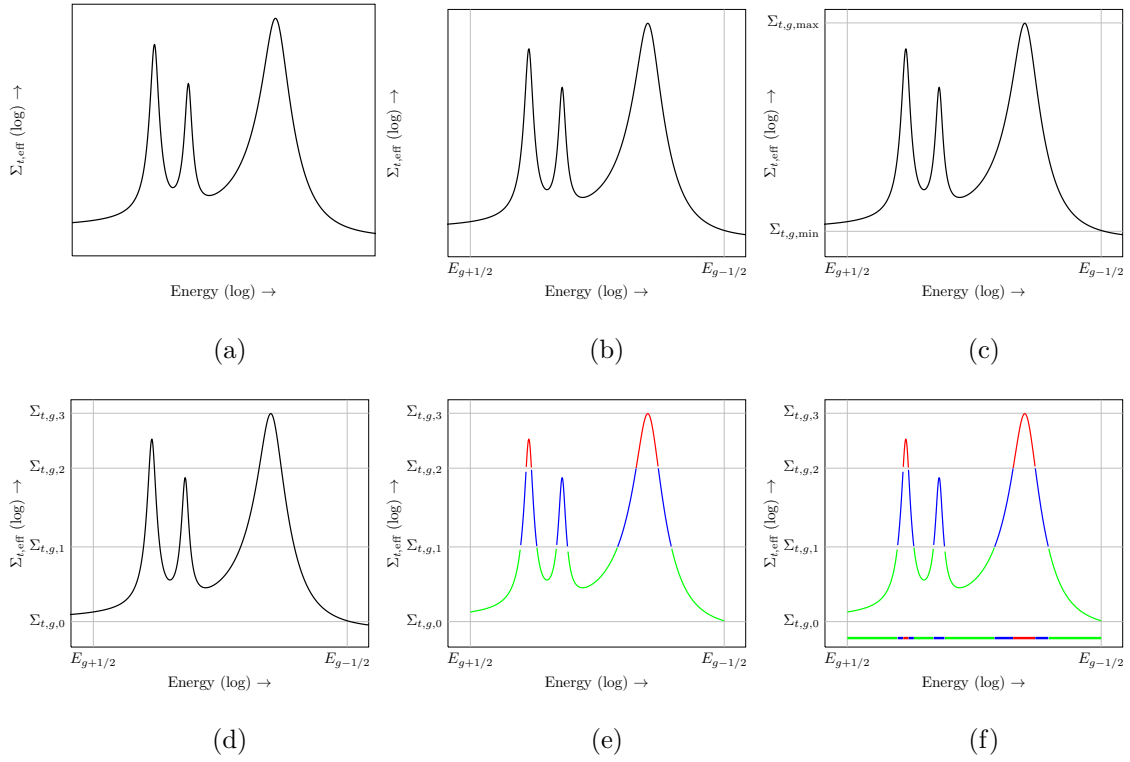 Σt,eff (log) →
Energy (log) →
(a)
Σt,eff (log) →
Eg+1/2
Eg−1/2
Energy (log) →
(b)
Σt,g,max
Σt,eff (log) →
Σt,g,min
Eg+1/2
Eg−1/2
Energy (log) →
(c)
Σt,g,3
Σt,g,2
Σt,g,1
Σt,eff (log) →
Σt,g,0
Eg+1/2
Eg−1/2
Energy (log) →
(d)
Σt,g,3
Σt,g,2
Σt,g,1
Σt,eff (log) →
Σt,g,0
Eg+1/2
Eg−1/2
Energy (log) →
(e)
Σt,g,3
Σt,g,2
Σt,g,1
Σt,eff (log) →
Σt,g,0
Eg+1/2
Eg−1/2
Energy (log) →
(f)